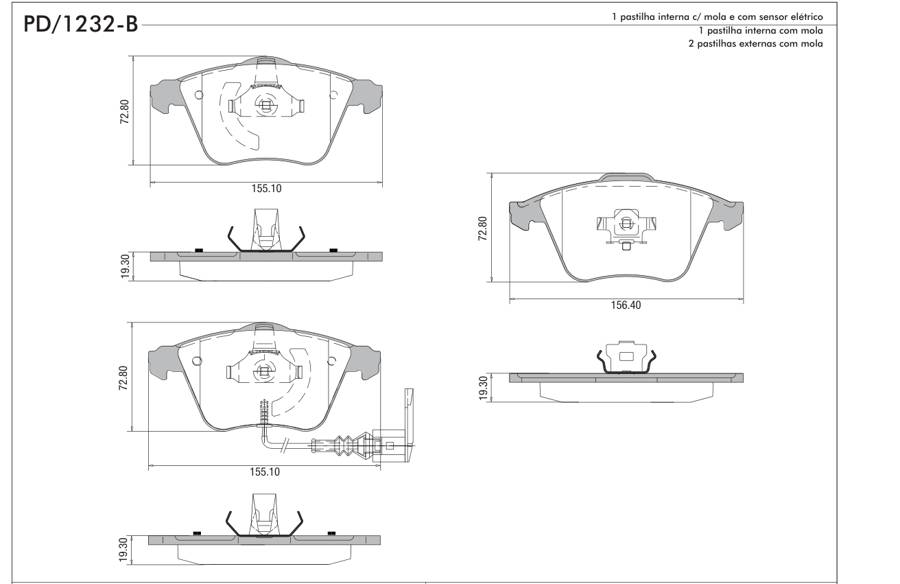 PD/1232-B
1 pastilha interna c/ mola e com sensor elétrico
1 pastilha interna com mola
2 pastilhas externas com mola
72.80
155.10
19.30
72.80
155.10
19.30
72.80
156.40
19.30